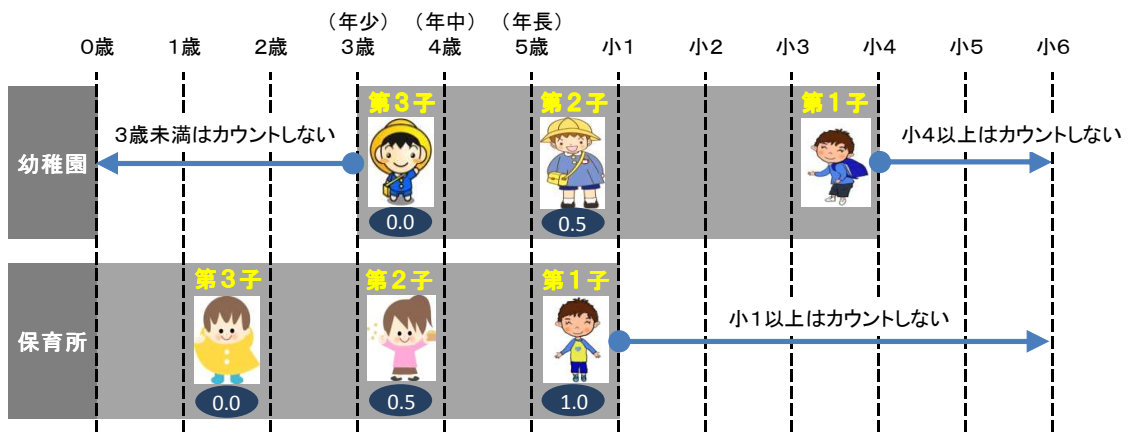 （年少） （年中） （年長）
0歳 1歳 2歳 3歳 4歳 5歳 小1 小2 小3 小4 小5 小6
第3子 第2子 第1子
3歳未満はカウントしない 小4以上はカウントしない
幼稚園
0.0 0.5
第3子 第2子 第1子
小1以上はカウントしない
保育所
0.0 0.5 1.0